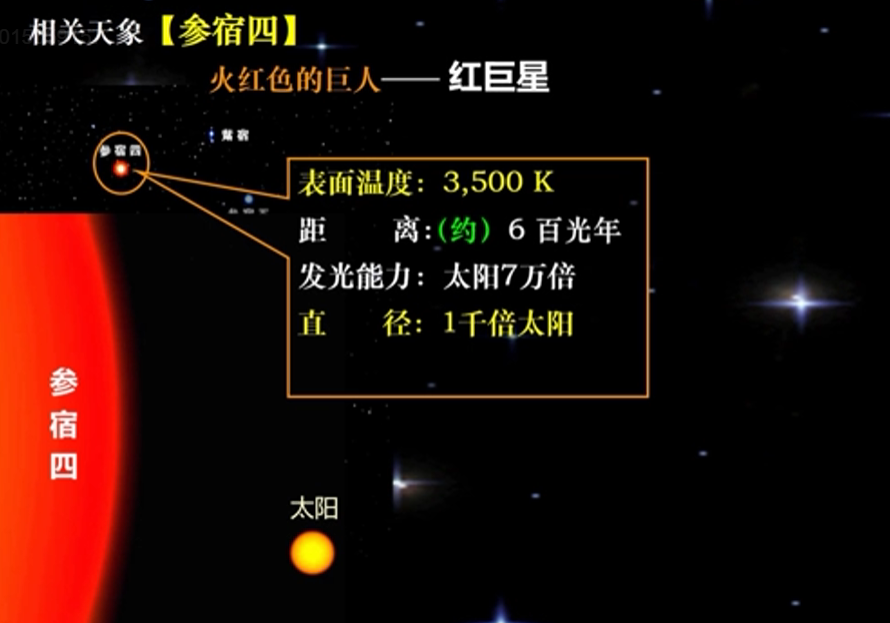 相关天象【参宿四】
火红色的巨人——红巨星
参宿四
觜宿
表面温度：3,500 K
距 离：(约) 6 百光年
发光能力：太阳7万倍
直 径：1千倍太阳
参宿四
太阳